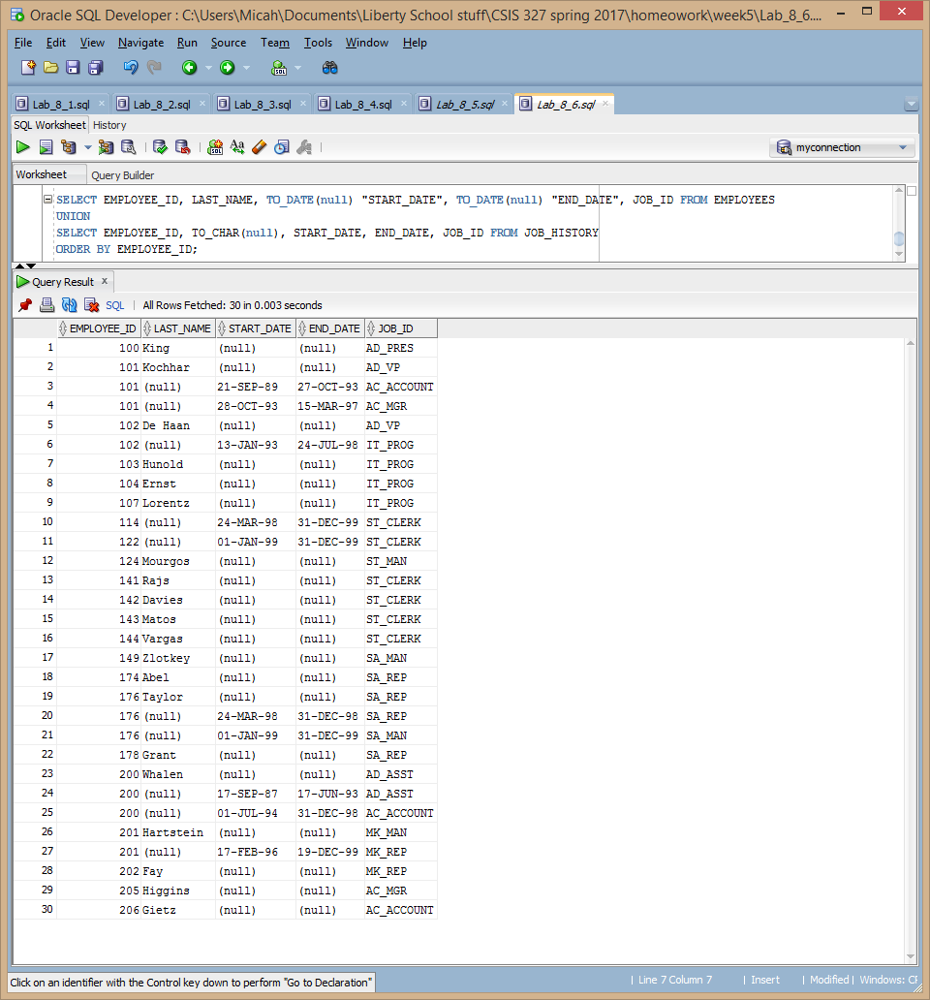 Oracle SQL Developer : C:\Users\Micah\Documents\Liberty School stuff\CSIS 327 spring 2017\homeowork\week5\Lab_8_6....
File Edit View Navigate Run Source Team Tools Window Help
Lab_8_1.sql Lab_8_2.sql Lab_8_3.sql Lab_8_4.sql Lab_8_5.sql Lab_8_6.sql
SQL Worksheet History
myconnection
Worksheet Query Builder
SELECT EMPLOYEE_ID, LAST_NAME, TO_DATE(null) "START_DATE", TO_DATE(null) "END_DATE", JOB_ID FROM EMPLOYEES
UNION
SELECT EMPLOYEE_ID, TO_CHAR(null), START_DATE, END_DATE, JOB_ID FROM JOB_HISTORY
ORDER BY EMPLOYEE_ID;
Query Result x
SQL | All Rows Fetched: 30 in 0.003 seconds
EMPLOYEE_ID LAST_NAME START_DATE END_DATE JOB_ID
1 100 King (null) (null) AD_PRES
2 101 Kochhar (null) (null) AD_VP
3 101 (null) 21-SEP-89 27-OCT-93 AC_ACCOUNT
4 101 (null) 28-OCT-93 15-MAR-97 AC_MGR
5 102 De Haan (null) (null) AD_VP
6 102 (null) 13-JAN-93 24-JUL-98 IT_PROG
7 103 Hunold (null) (null) IT_PROG
8 104 Ernst (null) (null) IT_PROG
9 107 Lorentz (null) (null) IT_PROG
10 114 (null) 24-MAR-98 31-DEC-99 ST_CLERK
11 122 (null) 01-JAN-99 31-DEC-99 ST_CLERK
12 124 Mourgos (null) (null) ST_MAN
13 141 Rajs (null) (null) ST_CLERK
14 142 Davies (null) (null) ST_CLERK
15 143 Matos (null) (null) ST_CLERK
16 144 Vargas (null) (null) ST_CLERK
17 149 Zlotkey (null) (null) SA_MAN
18 174 Abel (null) (null) SA_REP
19 176 Taylor (null) (null) SA_REP
20 176 (null) 24-MAR-98 31-DEC-98 SA_REP
21 176 (null) 01-JAN-99 31-DEC-99 SA_MAN
22 178 Grant (null) (null) SA_REP
23 200 Whalen (null) (null) AD_ASST
24 200 (null) 17-SEP-87 17-JUN-93 AD_ASST
25 200 (null) 01-JUL-94 31-DEC-98 AC_ACCOUNT
26 201 Hartstein (null) (null) MK_MAN
27 201 (null) 17-FEB-96 19-DEC-99 MK_REP
28 202 Fay (null) (null) MK_REP
29 205 Higgins (null) (null) AC_MGR
30 206 Gietz (null) (null) AC_ACCOUNT
Click on an identifier with the Control key down to perform "Go to Declaration" | Line 7 Column 7 | Insert | Modified | Windows: CF